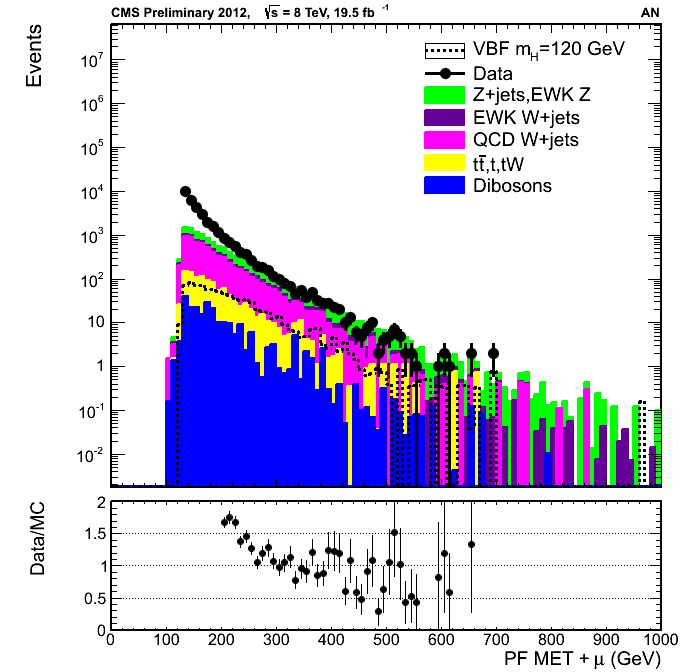 CMS Preliminary 2012, √s = 8 TeV, 19.5 fb⁻¹ AN
Events
10⁷
10⁶
10⁵
10⁴
10³
10²
10
1
10⁻¹
10⁻²
VBF m_H=120 GeV
Data
Z+jets,EWK Z
EWK W+jets
QCD W+jets
tt̄,t,tW
Dibosons
Data/MC
2
1.5
1
0.5
0
0 100 200 300 400 500 600 700 800 900 1000
PF MET + μ (GeV)